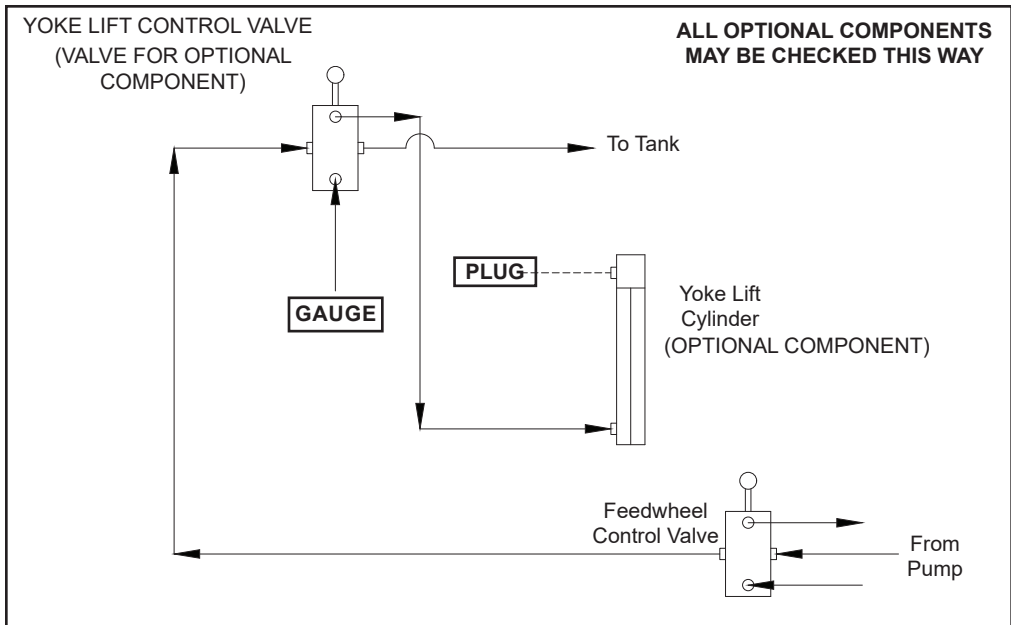 YOKE LIFT CONTROL VALVE
(VALVE FOR OPTIONAL
COMPONENT)
ALL OPTIONAL COMPONENTS
MAY BE CHECKED THIS WAY
To Tank
PLUG
GAUGE
Yoke Lift
Cylinder
(OPTIONAL COMPONENT)
Feedwheel
Control Valve
From
Pump